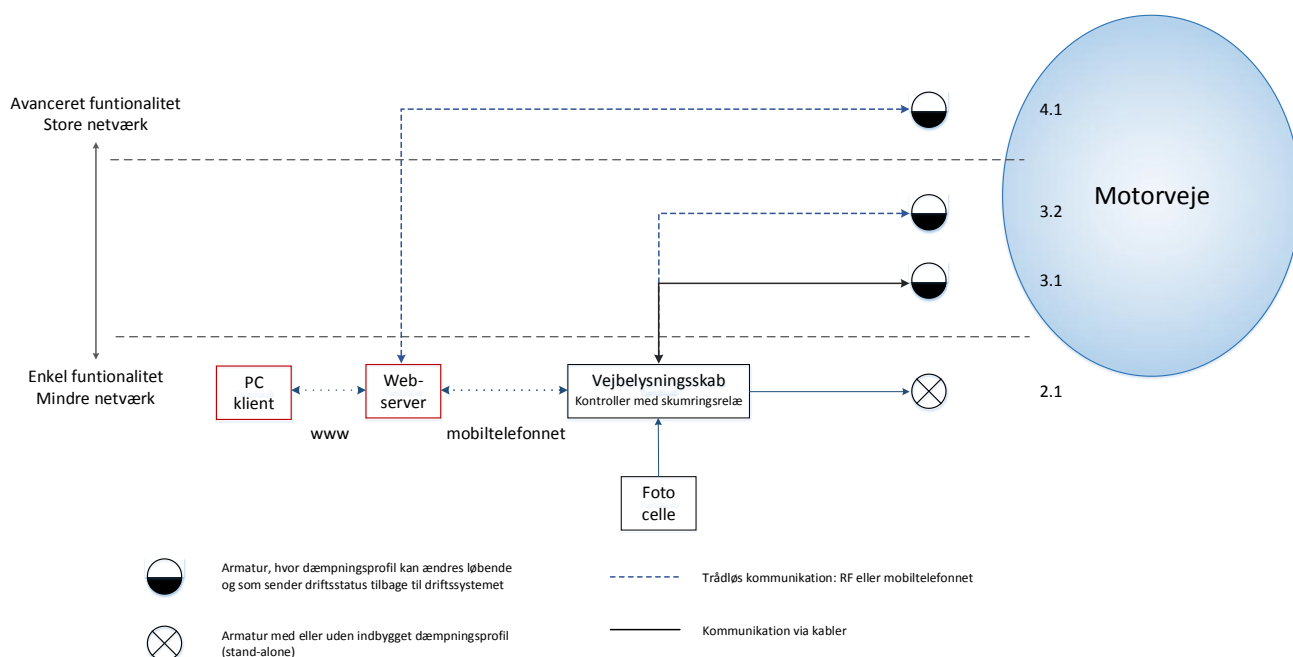 Avanceret funtionalitet
Store netværk
4.1
Motorveje
3.2
3.1
Enkel funtionalitet
Mindre netværk
PC
klient
Web-
server
Vejbelysningsskab
Kontroller med skumringsrelæ
2.1
www
mobiltelefonnet
Foto
celle
Armatur, hvor dæmpningsprofil kan ændres løbende
og som sender driftsstatus tilbage til driftssystemet
Trådløs kommunikation: RF eller mobiltelefonnet
Armatur med eller uden indbygget dæmpningsprofil
(stand-alone)
Kommunikation via kabler